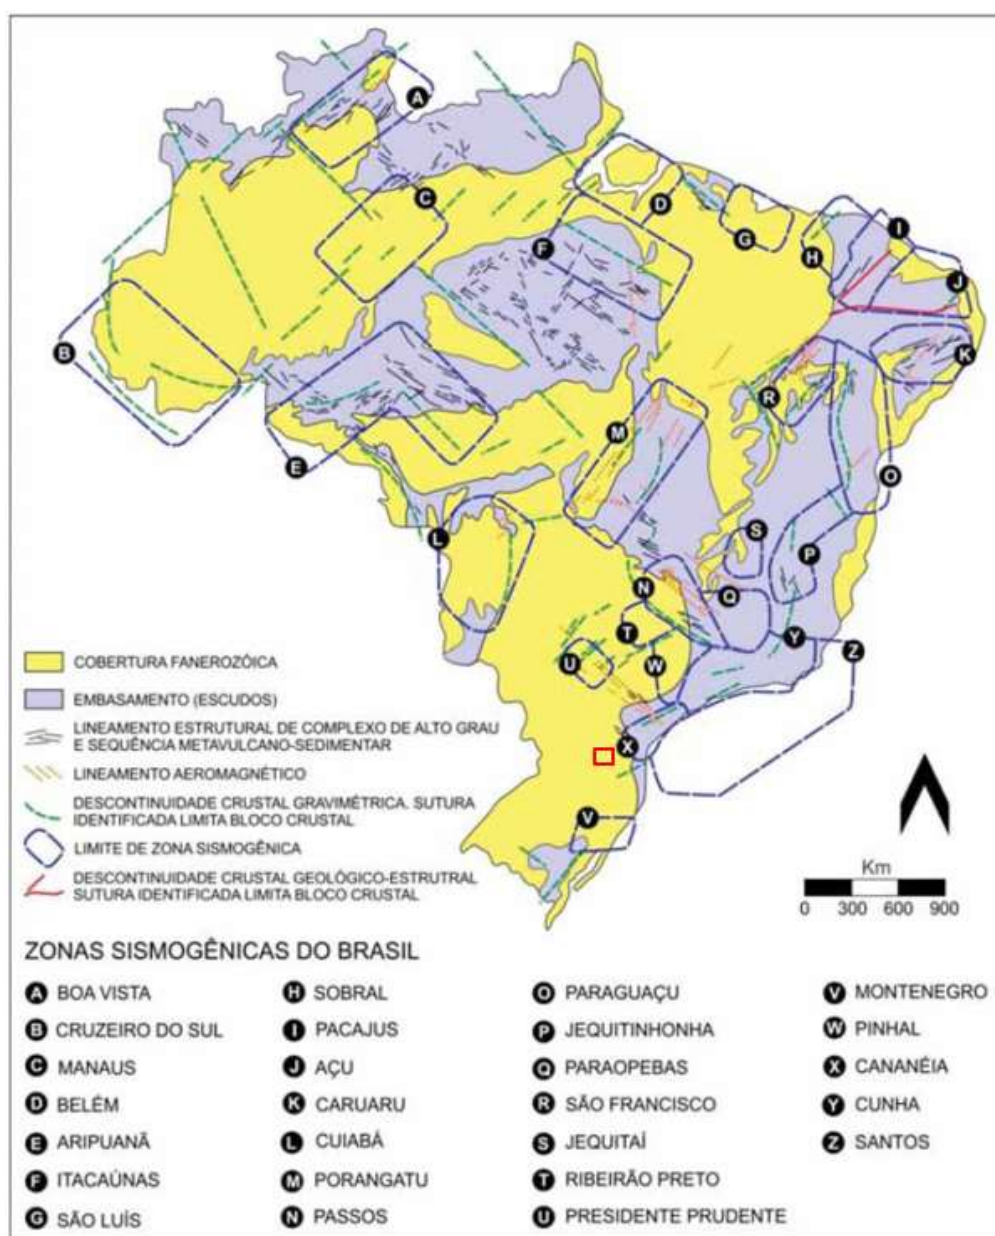 A
B
C
D
E
F
G
H
I
J
K
L
M
N
O
P
Q
R
S
T
U
V
W
X
Y
Z
COBERTURA FANEROZÓICA
EMBASAMENTO (ESCUDOS)
LINEAMENTO ESTRUTURAL DE COMPLEXO DE ALTO GRAU
E SEQUÊNCIA METAVULCANO-SEDIMENTAR
LINEAMENTO AEROMAGNÉTICO
DESCONTINUIDADE CRUSTAL GRAVIMÉTRICA. SUTURA
IDENTIFICADA LIMITA BLOCO CRUSTAL
LIMITE DE ZONA SISMOGÊNICA
DESCONTINUIDADE CRUSTAL GEOLÓGICO-ESTRUTRAL
SUTURA IDENTIFICADA LIMITA BLOCO CRUSTAL
Km
0 300 600 900
ZONAS SISMOGÊNICAS DO BRASIL
A BOA VISTA
B CRUZEIRO DO SUL
C MANAUS
D BELÉM
E ARIPUANÃ
F ITACAÚNAS
G SÃO LUÍS
H SOBRAL
I PACAJUS
J AÇU
K CARUARU
L CUIABÁ
M PORANGATU
N PASSOS
O PARAGUAÇU
P JEQUITINHONHA
Q PARAOPEBAS
R SÃO FRANCISCO
S JEQUITAÍ
T RIBEIRÃO PRETO
U PRESIDENTE PRUDENTE
V MONTENEGRO
W PINHAL
X CANANÉIA
Y CUNHA
Z SANTOS